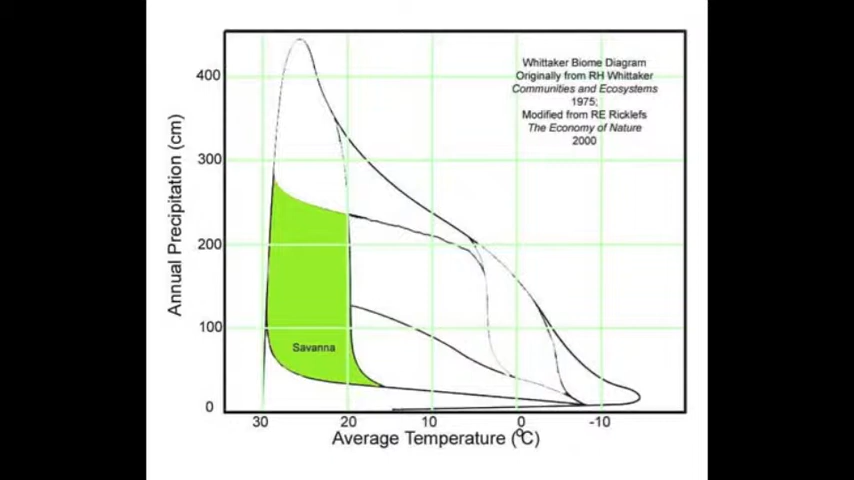 Whittaker Biome Diagram
Originally from RH Whittaker
Communities and Ecosystems
1975;
Modified from RE Ricklefs
The Economy of Nature
2000
Annual Precipitation (cm)
400
300
200
100
0
Savanna
30 20 10 0 -10
Average Temperature (°C)